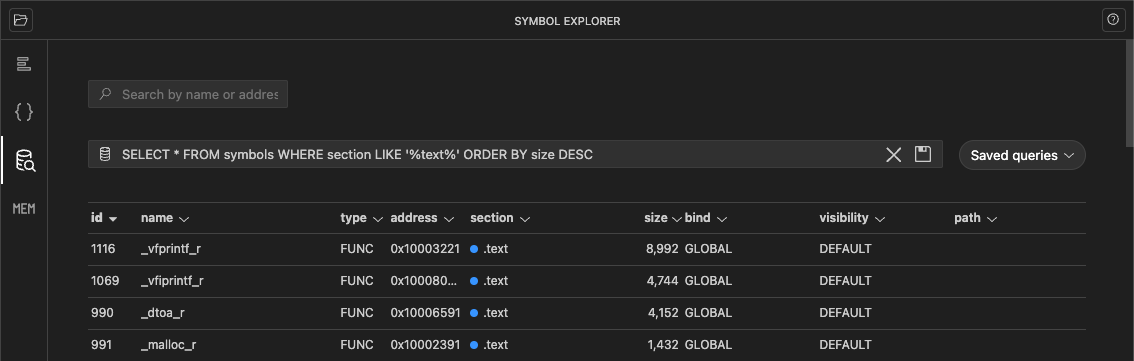 SYMBOL EXPLORER
Search by name or addres
SELECT * FROM symbols WHERE section LIKE '%text%' ORDER BY size DESC
Saved queries
MEM
id name type address section size bind visibility path
1116 _vfprintf_r FUNC 0x10003221 .text 8,992 GLOBAL DEFAULT
1069 _vfiprintf_r FUNC 0x100080... .text 4,744 GLOBAL DEFAULT
990 _dtoa_r FUNC 0x10006591 .text 4,152 GLOBAL DEFAULT
991 _malloc_r FUNC 0x10002391 .text 1,432 GLOBAL DEFAULT